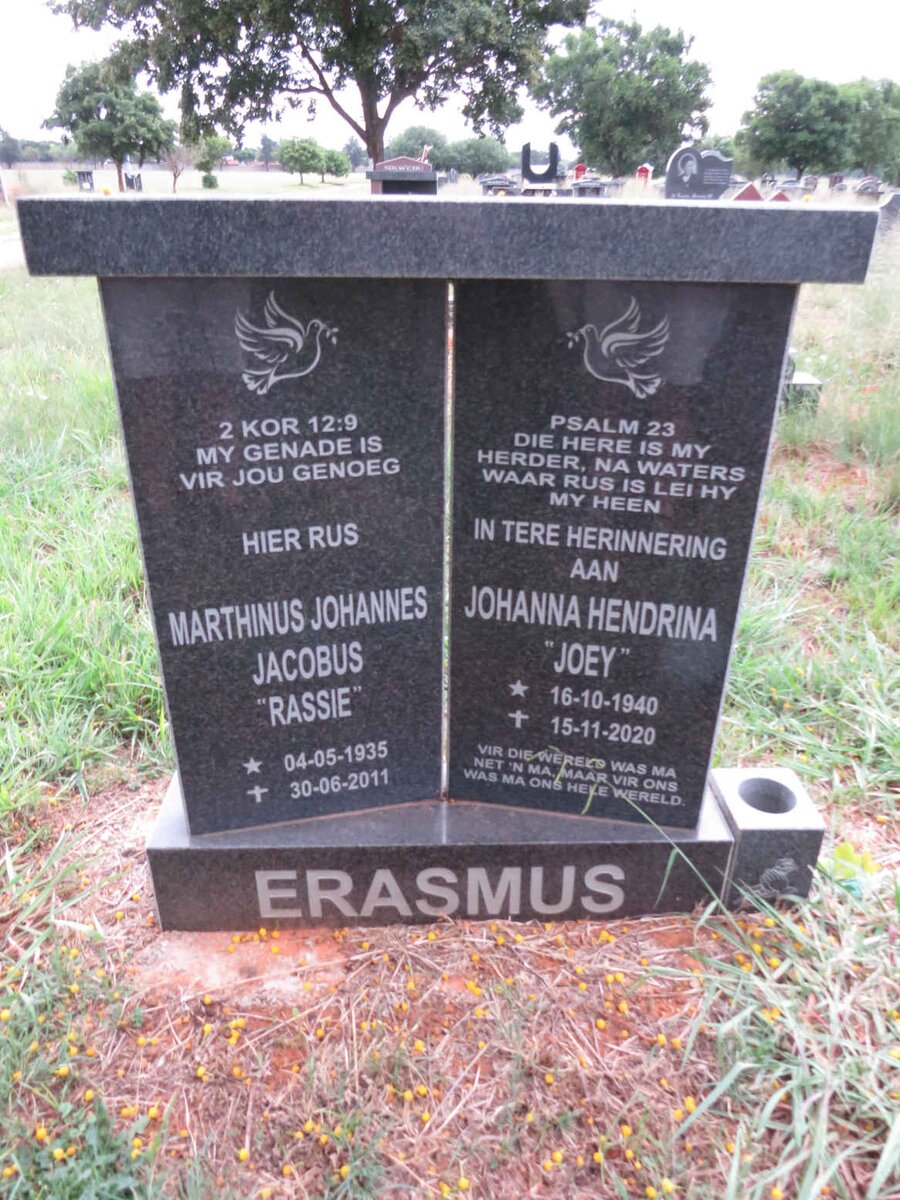 2 KOR 12:9
MY GENADE IS
VIR JOU GENOEG
HIER RUS
MARTHINUS JOHANNES
JACOBUS
"RASSIE"
04-05-1935
30-06-2011
PSALM 23
DIE HERE IS MY
HERDER, NA WATERS
WAAR RUS IS LEI HY
MY HEEN
IN TERE HERINNERING
AAN
JOHANNA HENDRINA
"JOEY"
16-10-1940
15-11-2020
VIR DIE WERELD WAS MA
NET 'N MA, MAAR VIR ONS
WAS MA ONS HELE WERELD.
ERASMUS